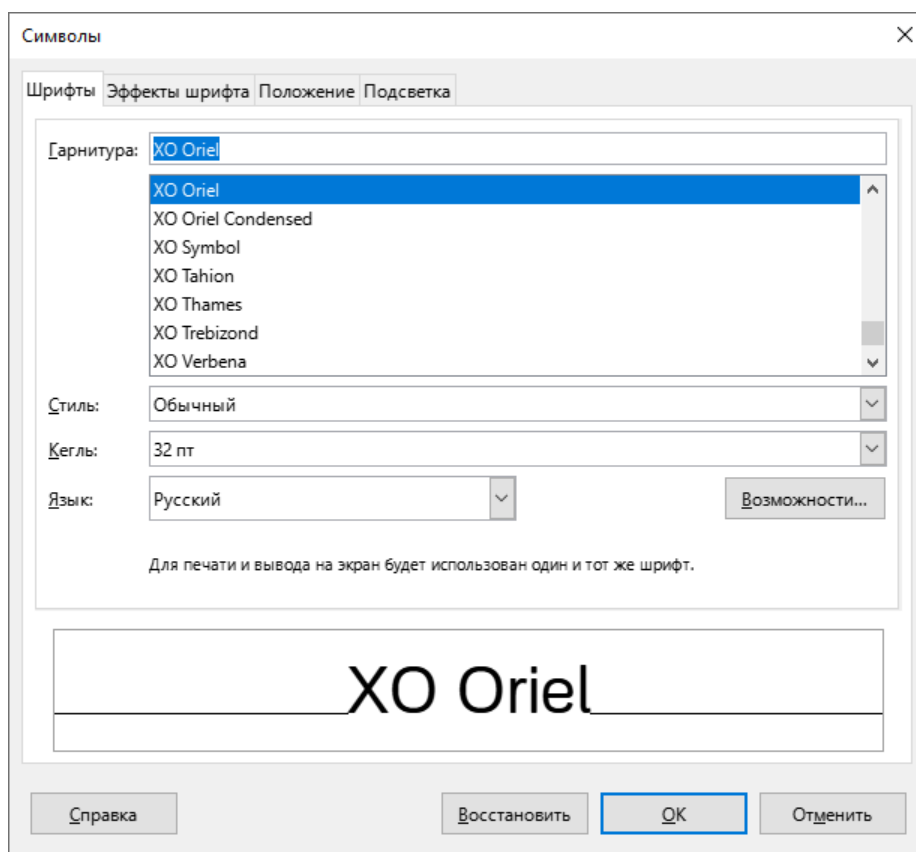 Символы
Шрифты Эффекты шрифта Положение Подсветка
Гарнитура: XO Oriel
XO Oriel
XO Oriel Condensed
XO Symbol
XO Tahion
XO Thames
XO Trebizond
XO Verbena
Стиль: Обычный
Кегль: 32 пт
Язык: Русский Возможности...
Для печати и вывода на экран будет использован один и тот же шрифт.
XO Oriel
Справка Восстановить OK Отменить